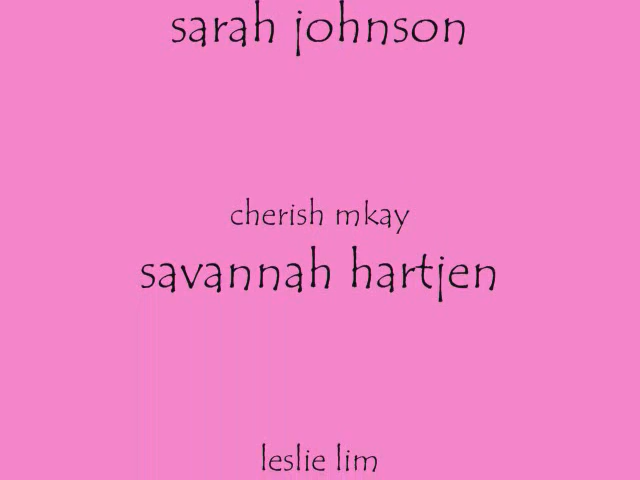 sarah johnson
cherish mkay
savannah hartjen
leslie lim